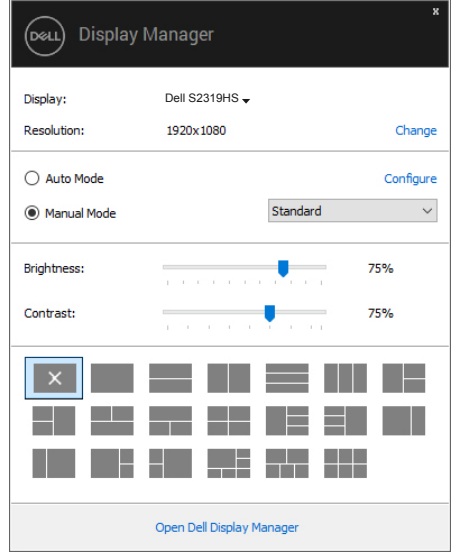 DELL Display Manager x
Display: Dell S2319HS
Resolution: 1920x1080 Change
Auto Mode Configure
Manual Mode Standard
Brightness: 75%
Contrast: 75%
Open Dell Display Manager